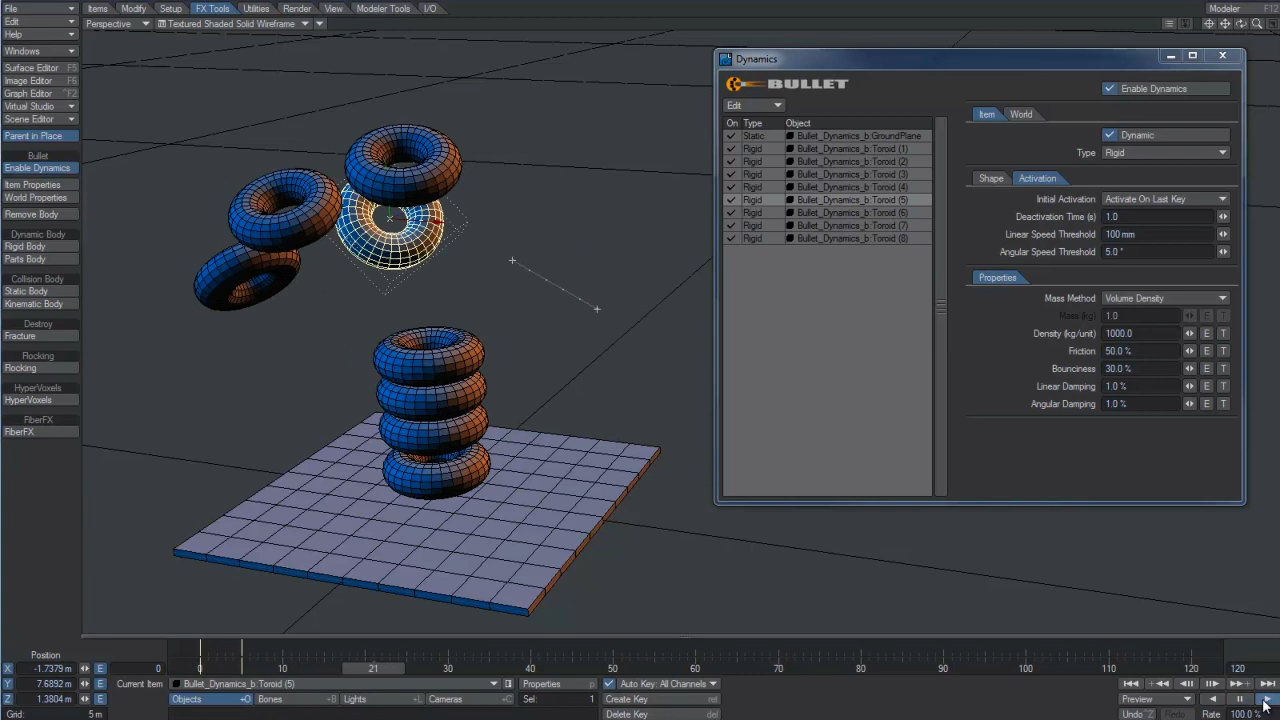 File Items Modify Setup FX Tools Utilities Render View Modeler Tools I/O Modeler F12
Edit Perspective Textured Shaded Solid Wireframe
Help
Windows
Surface Editor F5
Image Editor F6
Graph Editor ^F2
Virtual Studio
Scene Editor
Parent in Place
Bullet
Enable Dynamics
Item Properties
World Properties
Remove Body
Dynamic Body
Rigid Body
Parts Body
Collision Body
Static Body
Kinematic Body
Destroy
Fracture
Flocking
Flocking
HyperVoxels
HyperVoxels
FiberFX
FiberFX
Dynamics
BULLET
Edit
On Type Object
Static Bullet_Dynamics_b:GroundPlane
Rigid Bullet_Dynamics_b:Toroid (1)
Rigid Bullet_Dynamics_b:Toroid (2)
Rigid Bullet_Dynamics_b:Toroid (3)
Rigid Bullet_Dynamics_b:Toroid (4)
Rigid Bullet_Dynamics_b:Toroid (5)
Rigid Bullet_Dynamics_b:Toroid (6)
Rigid Bullet_Dynamics_b:Toroid (7)
Rigid Bullet_Dynamics_b:Toroid (8)
Enable Dynamics
Item World
Dynamic
Type Rigid
Shape Activation
Initial Activation Activate On Last Key
Deactivation Time (s) 1.0
Linear Speed Threshold 100 mm
Angular Speed Threshold 5.0 °
Properties
Mass Method Volume Density
Mass (kg) 1.0 E T
Density (kg/unit) 1000.0 E T
Friction 50.0 % E T
Bounciness 30.0 % E T
Linear Damping 1.0 % E T
Angular Damping 1.0 % E T
Position
X -1.7379 m E 0 0 10 21 30 40 50 60 70 80 90 100 110 120 120
Y 7.6892 m E Current Item Bullet_Dynamics_b:Toroid (5) Properties p Auto Key: All Channels
Z 1.3804 m E Objects +O Bones +B Lights +L Cameras +C Sel: 1 Create Key ret Preview
Grid: 5 m Delete Key del Undo ^Z Redo Rate 100.0 %